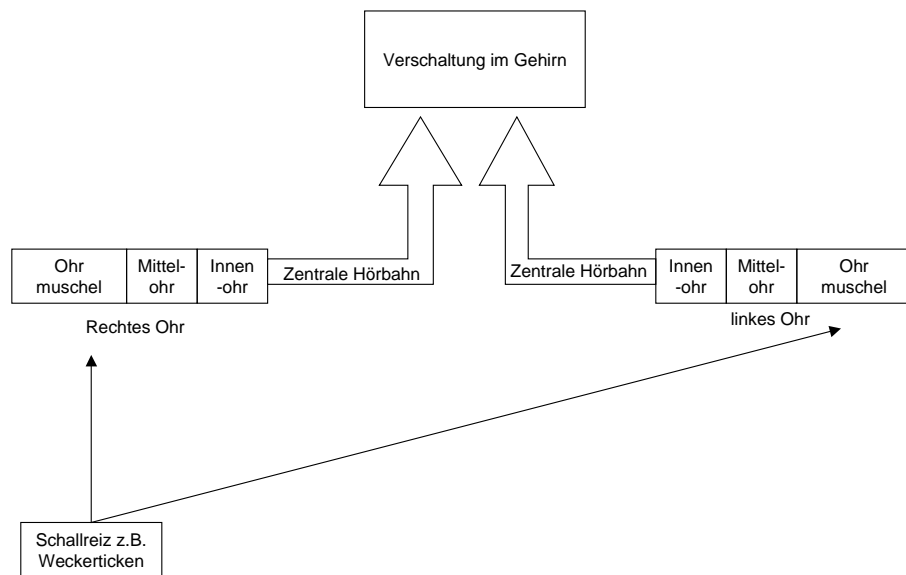 Verschaltung im Gehirn
Ohr
muschel
Mittel-
ohr
Innen
-ohr
Zentrale Hörbahn
Zentrale Hörbahn
Innen
-ohr
Mittel-
ohr
Ohr
muschel
Rechtes Ohr
linkes Ohr
Schallreiz z.B.
Weckerticken